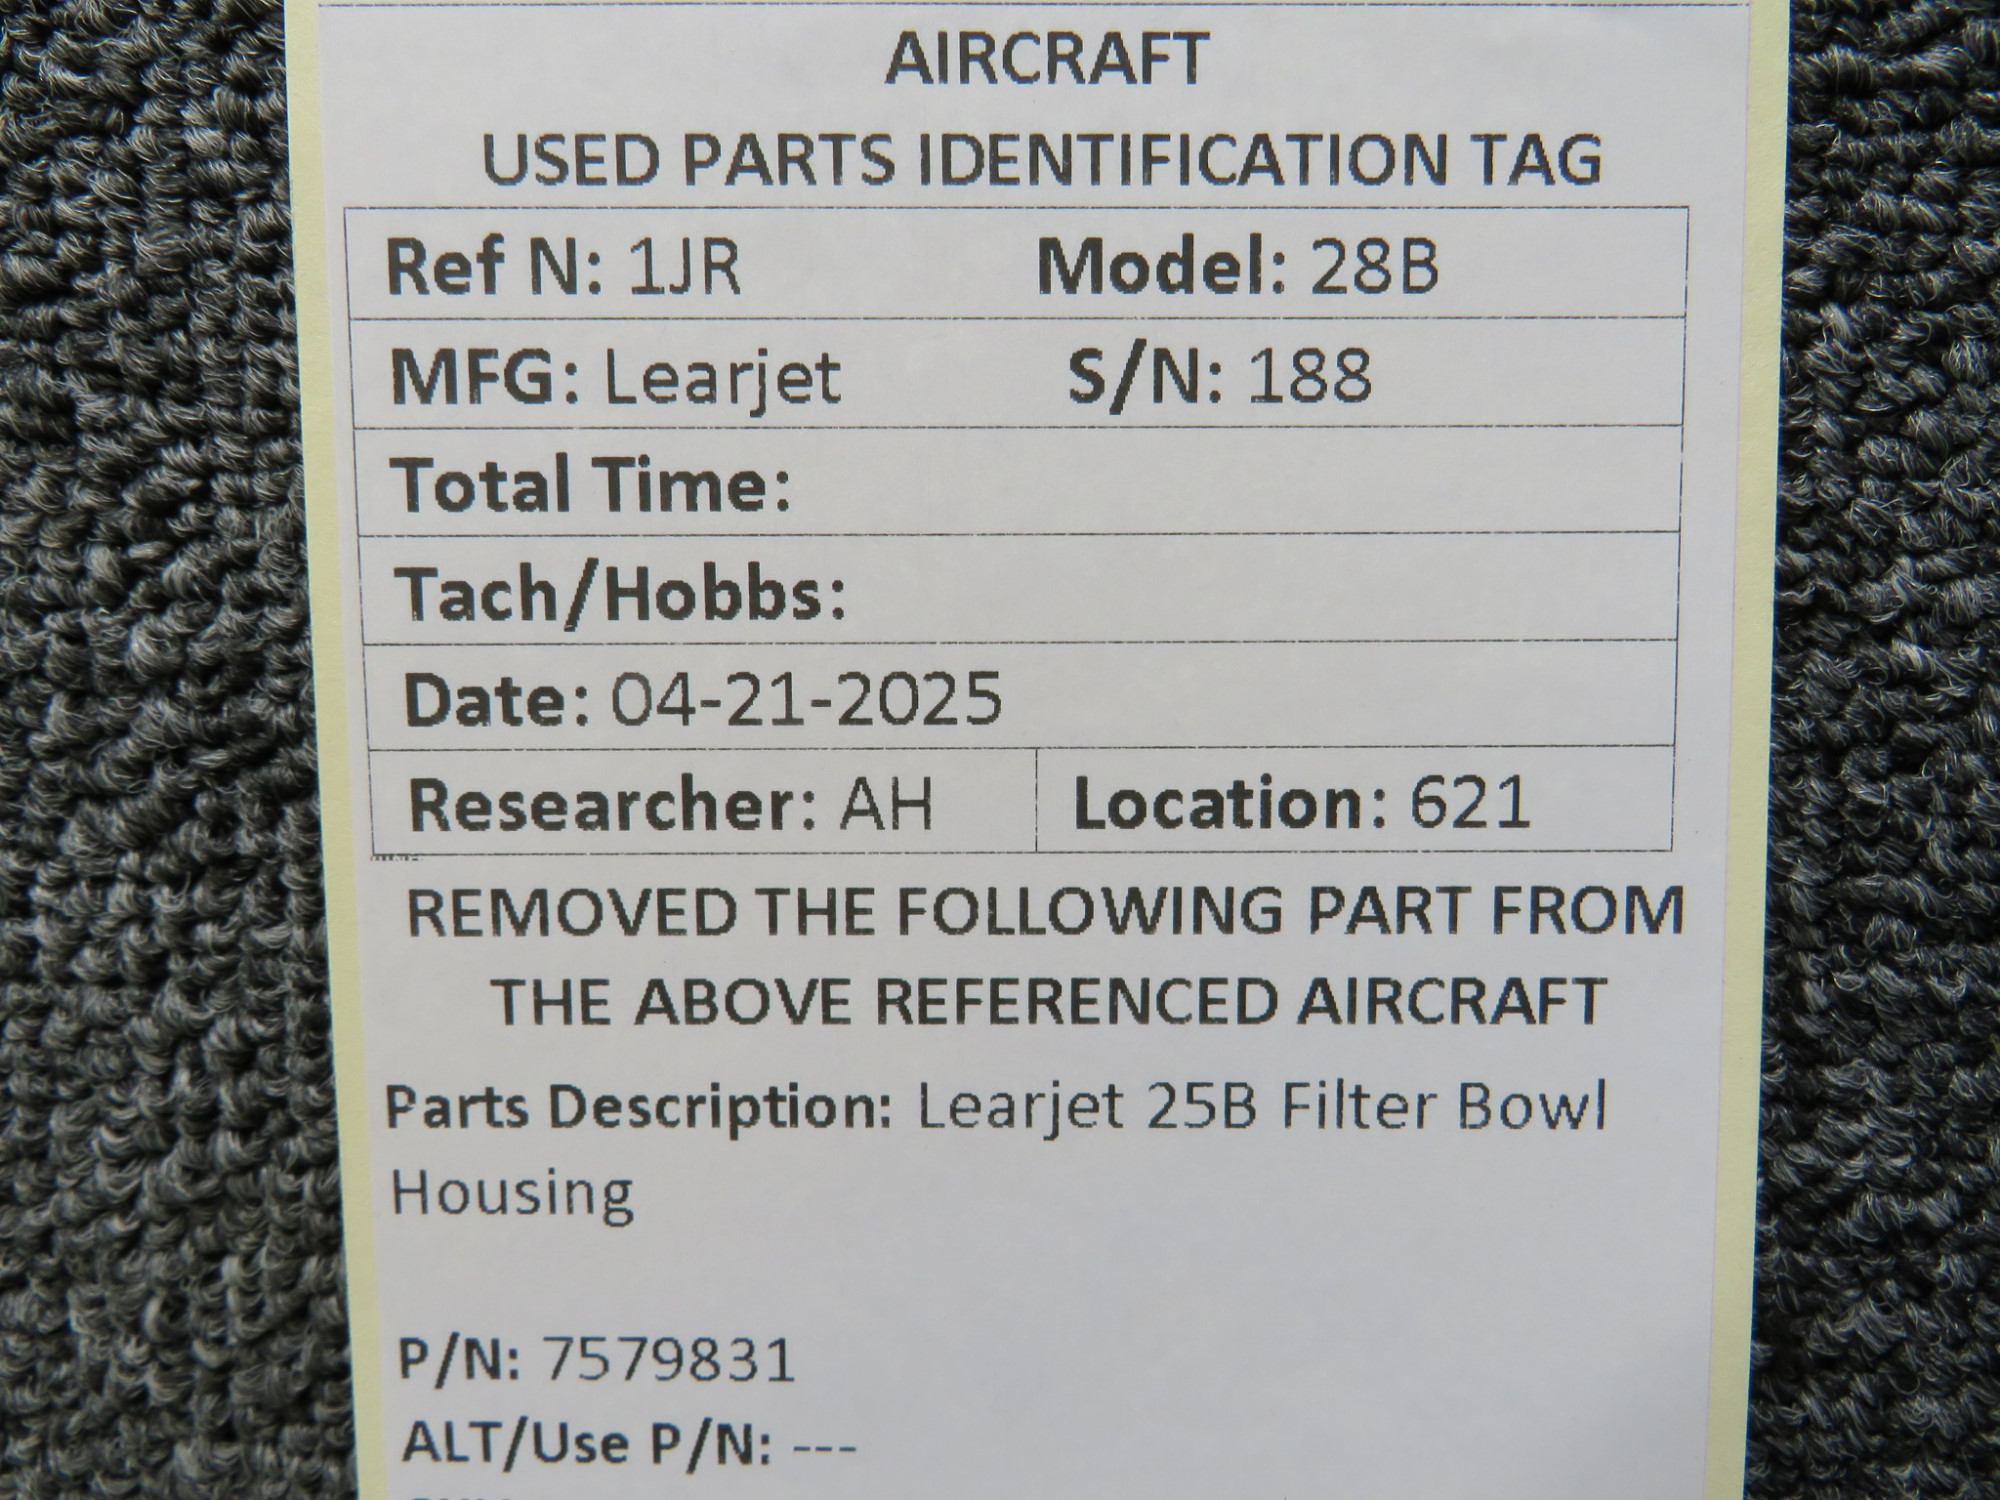 AIRCRAFT
USED PARTS IDENTIFICATION TAG
Ref N: 1JR Model: 28B
MFG: Learjet S/N: 188
Total Time:
Tach/Hobbs:
Date: 04-21-2025
Researcher: AH Location: 621
REMOVED THE FOLLOWING PART FROM
THE ABOVE REFERENCED AIRCRAFT
Parts Description: Learjet 25B Filter Bowl
Housing
P/N: 7579831
ALT/Use P/N: ---